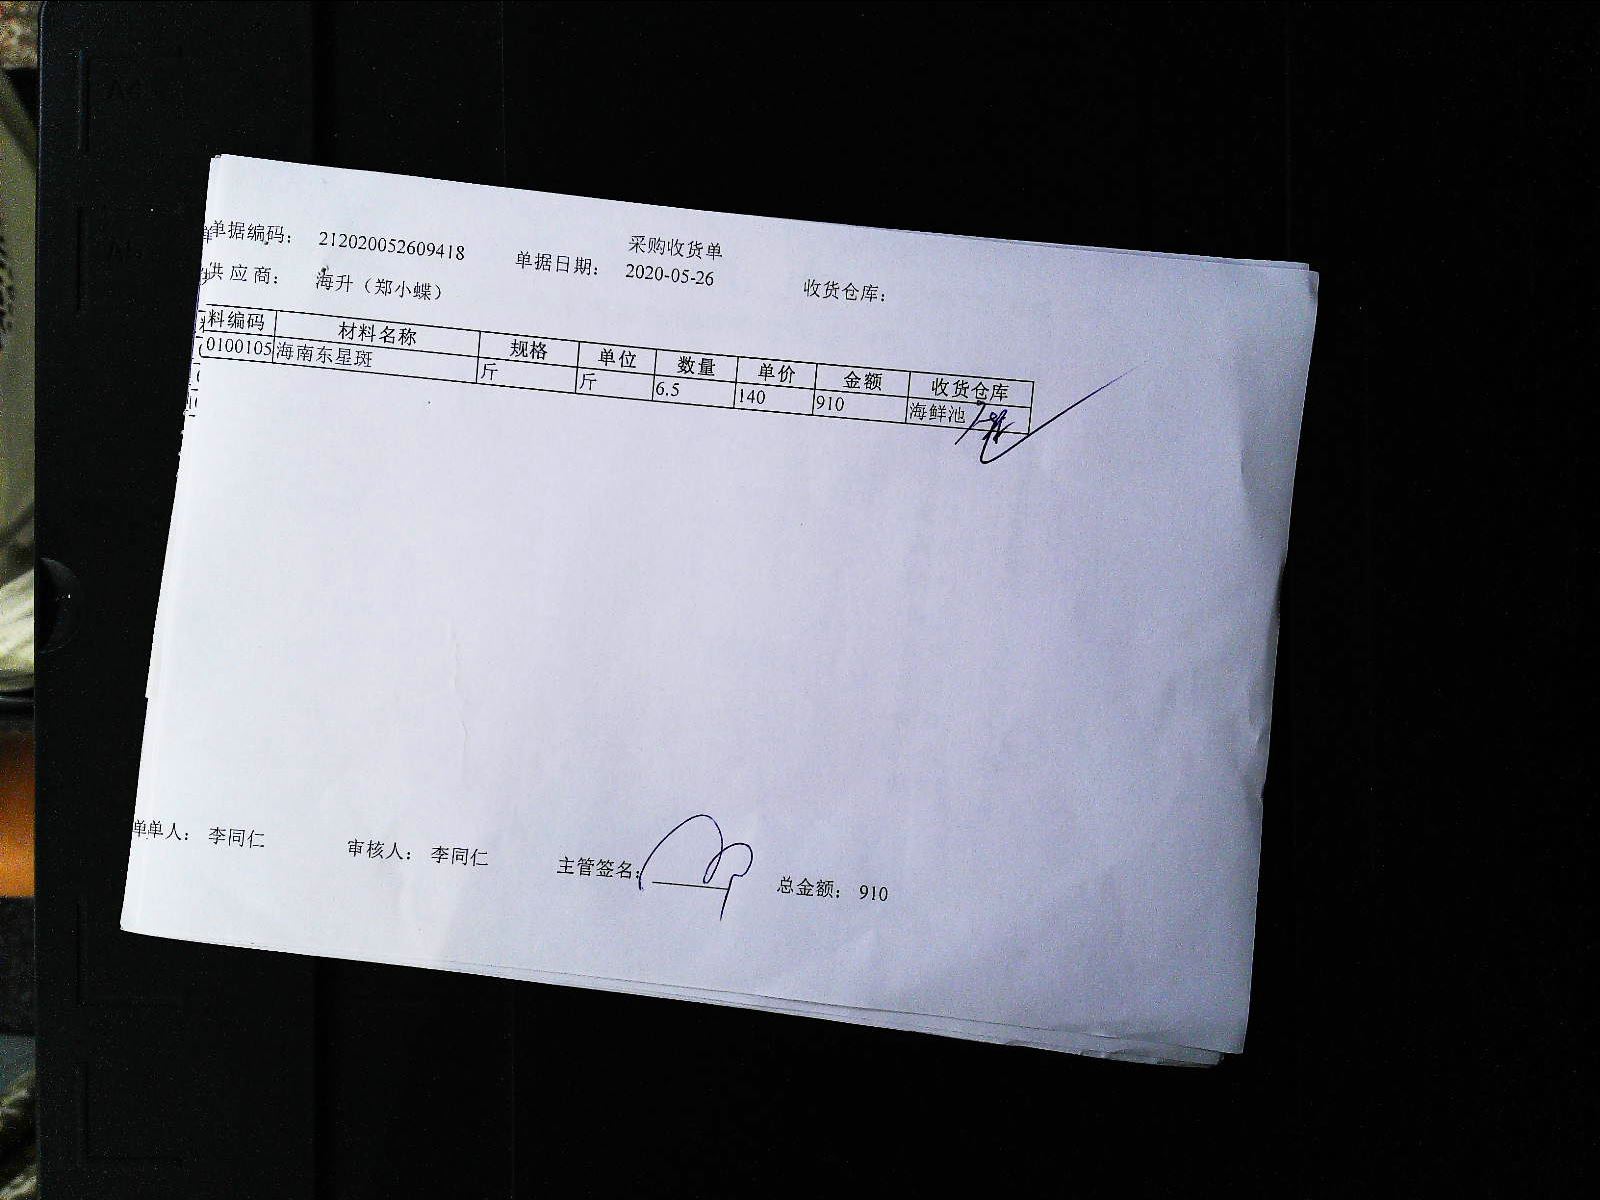 采购收货单
单据编码： 212020052609418 单据日期： 2020-05-26 收货仓库：
供应商： 海升（郑小蝶）
料编码 材料名称 规格 单位 数量 单价 金额 收货仓库
0100105 海南东星斑 斤 斤 6.5 140 910 海鲜池
单人： 李同仁 审核人： 李同仁 主管签名： 总金额： 910